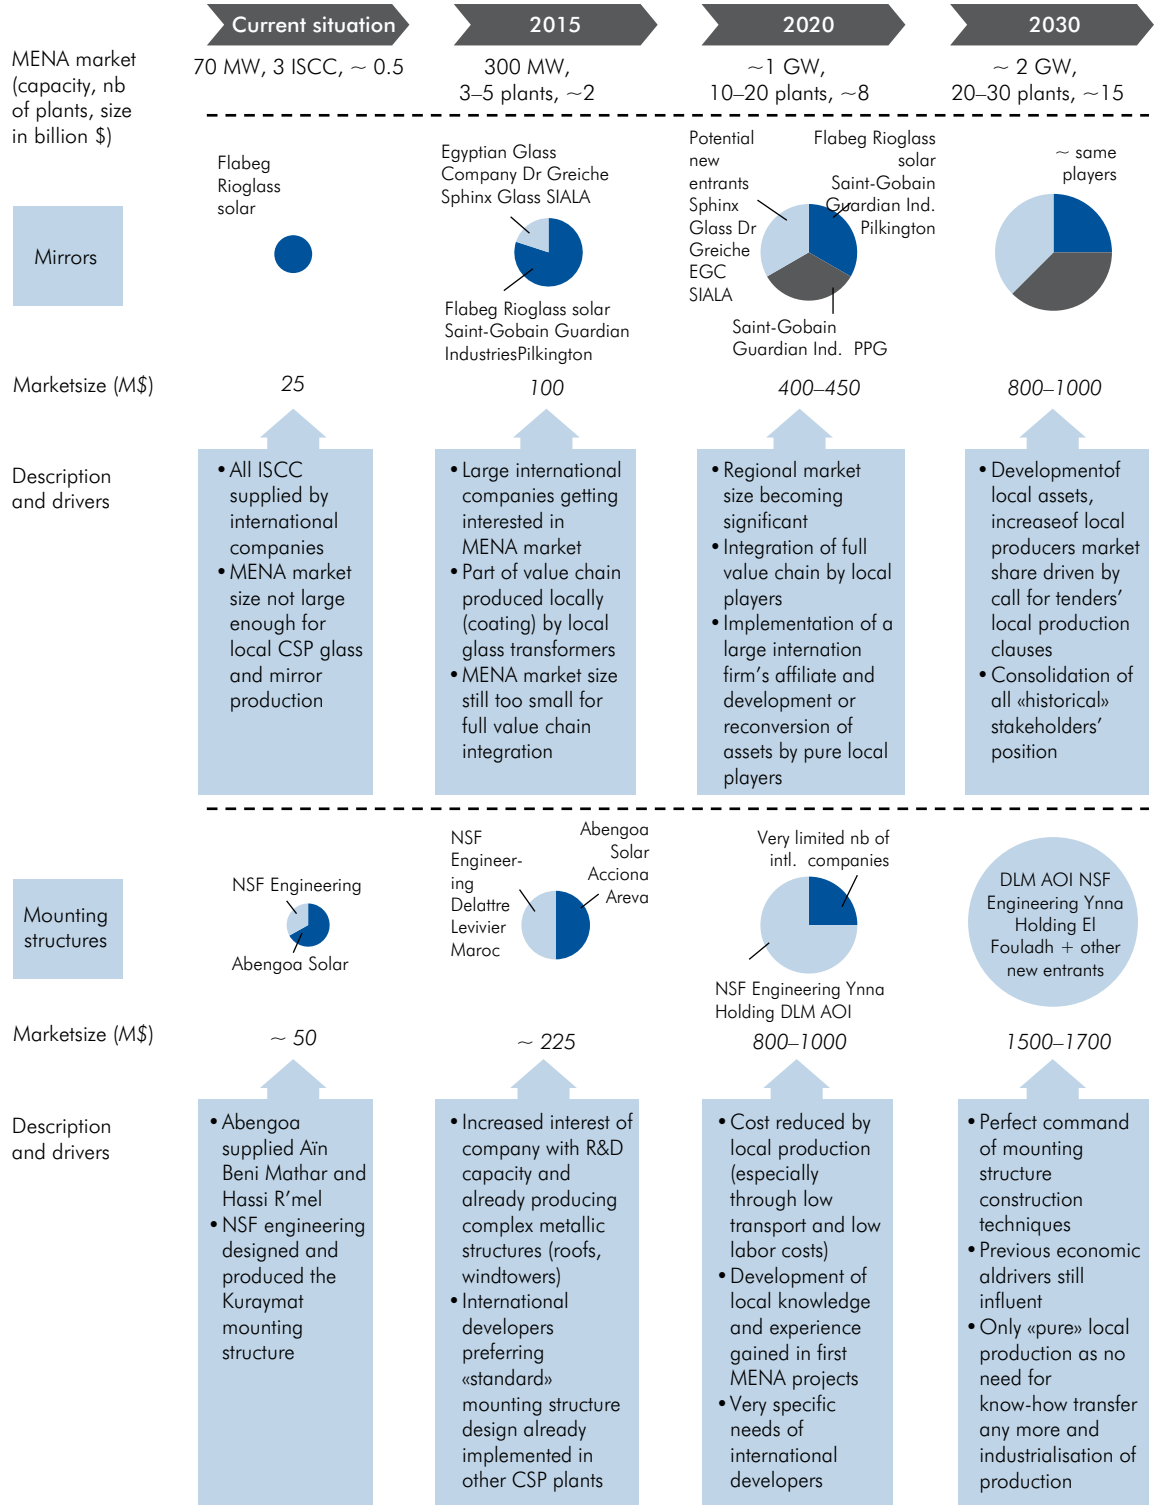 Current situation
2015
2020
2030
MENA market
(capacity, nb
of plants, size
in billion $)
70 MW, 3 ISCC, ~ 0.5
300 MW,
3–5 plants, ~2
~1 GW,
10–20 plants, ~8
~ 2 GW,
20–30 plants, ~15
Mirrors
Flabeg
Rioglass
solar
Egyptian Glass
Company Dr Greiche
Sphinx Glass SIALA
Flabeg Rioglass solar
Saint-Gobain Guardian
IndustriesPilkington
Potential
new
entrants
Sphinx
Glass Dr
Greiche
EGC
SIALA
Flabeg Rioglass
solar
Saint-Gobain
Guardian Ind.
Pilkington
Saint-Gobain
Guardian Ind. PPG
~ same
players
Marketsize (M$)
25
100
400–450
800–1000
Description
and drivers
• All ISCC
supplied by
international
companies
• MENA market
size not large
enough for
local CSP glass
and mirror
production
• Large international
companies getting
interested in
MENA market
• Part of value chain
produced locally
(coating) by local
glass transformers
• MENA market size
still too small for
full value chain
integration
• Regional market
size becoming
significant
• Integration of full
value chain by local
players
• Implementation of a
large internation
firm's affiliate and
development or
reconversion of
assets by pure local
players
• Developmentof
local assets,
increaseof local
producers market
share driven by
call for tenders'
local production
clauses
• Consolidation of
all «historical»
stakeholders'
position
Mounting
structures
NSF Engineering
Abengoa Solar
NSF
Engineer-
ing
Delattre
Levivier
Maroc
Abengoa
Solar
Acciona
Areva
Very limited nb of
intl. companies
NSF Engineering Ynna
Holding DLM AOI
DLM AOI NSF
Engineering Ynna
Holding El
Fouladh + other
new entrants
Marketsize (M$)
~ 50
~ 225
800–1000
1500–1700
Description
and drivers
• Abengoa
supplied Aïn
Beni Mathar and
Hassi R'mel
• NSF engineering
designed and
produced the
Kuraymat
mounting
structure
• Increased interest of
company with R&D
capacity and
already producing
complex metallic
structures (roofs,
windtowers)
• International
developers
preferring
«standard»
mounting structure
design already
implemented in
other CSP plants
• Cost reduced by
local production
(especially
through low
transport and low
labor costs)
• Development of
local knowledge
and experience
gained in first
MENA projects
• Very specific
needs of
international
developers
• Perfect command
of mounting
structure
construction
techniques
• Previous economic
aldrivers still
influent
• Only «pure» local
production as no
need for
know-how transfer
any more and
industrialisation of
production